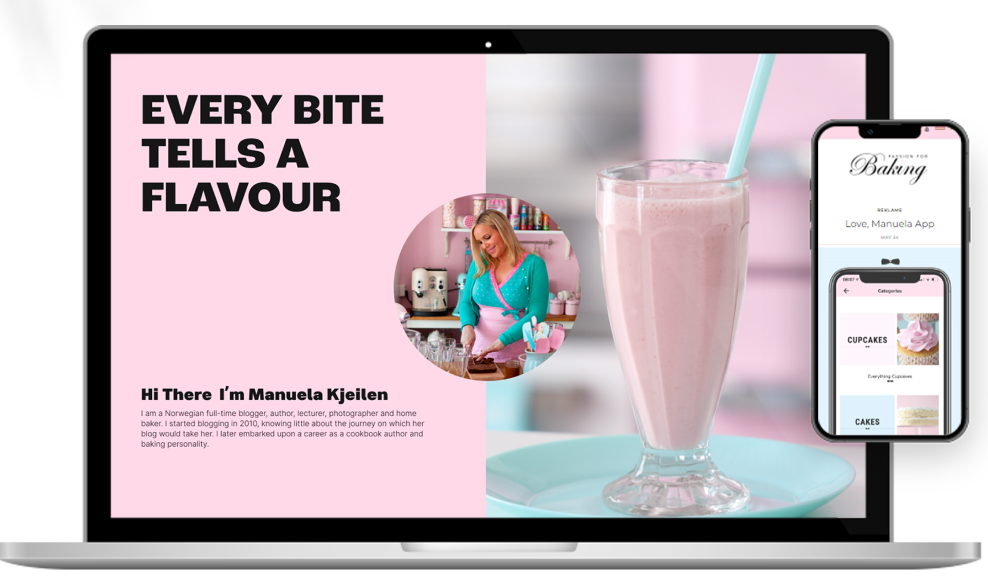 EVERY BITE
TELLS A
FLAVOUR
Hi There I'm Manuela Kjeilen
I am a Norwegian full-time blogger, author, lecturer, photographer and home
baker. I started blogging in 2010, knowing little about the journey on which her
blog would take her. I later embarked upon a career as a cookbook author and
baking personality.
PASSION FOR
Baking
REKLAME
Love, Manuela App
MAY 24
Categories
CUPCAKES
Everything Cupcakes
CAKES